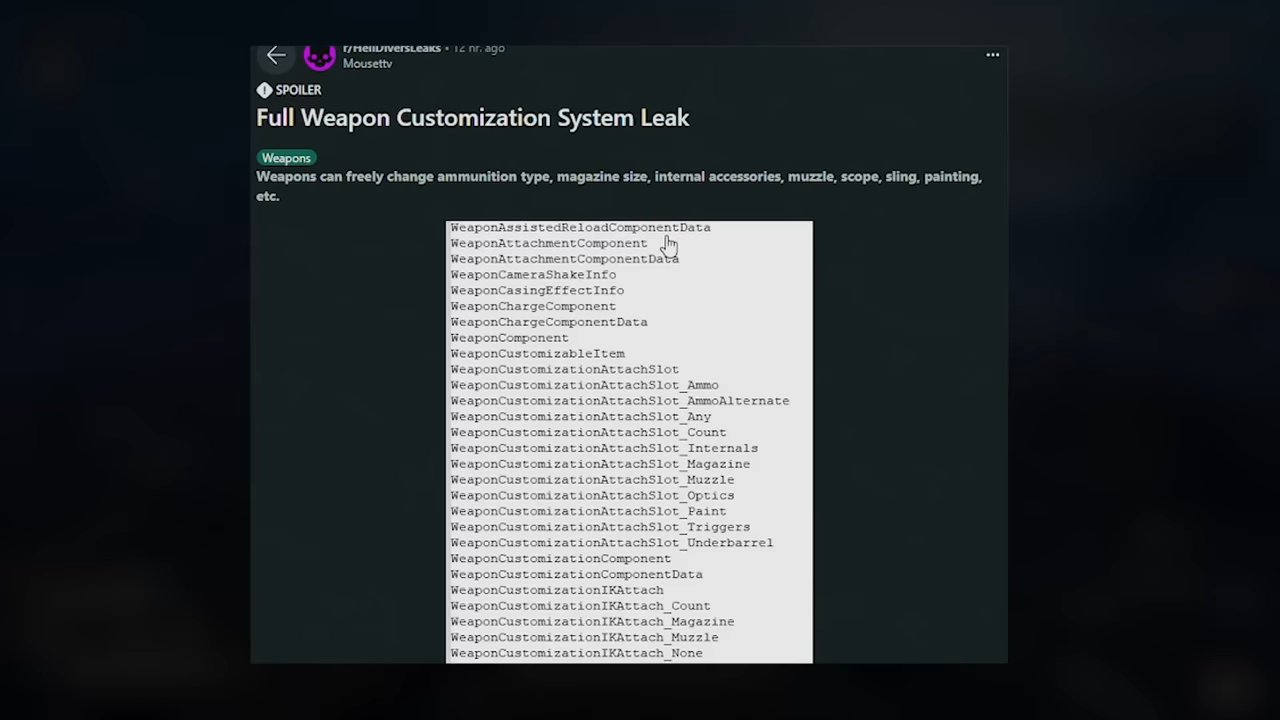 r/HellDiversLeaks • 12 hr. ago
Mousettv
SPOILER
Full Weapon Customization System Leak
Weapons
Weapons can freely change ammunition type, magazine size, internal accessories, muzzle, scope, sling, painting,
etc.
WeaponAssistedReloadComponentData
WeaponAttachmentComponent
WeaponAttachmentComponentData
WeaponCameraShakeInfo
WeaponCasingEffectInfo
WeaponChargeComponent
WeaponChargeComponentData
WeaponComponent
WeaponCustomizableItem
WeaponCustomizationAttachSlot
WeaponCustomizationAttachSlot_Ammo
WeaponCustomizationAttachSlot_AmmoAlternate
WeaponCustomizationAttachSlot_Any
WeaponCustomizationAttachSlot_Count
WeaponCustomizationAttachSlot_Internals
WeaponCustomizationAttachSlot_Magazine
WeaponCustomizationAttachSlot_Muzzle
WeaponCustomizationAttachSlot_Optics
WeaponCustomizationAttachSlot_Paint
WeaponCustomizationAttachSlot_Triggers
WeaponCustomizationAttachSlot_Underbarrel
WeaponCustomizationComponent
WeaponCustomizationComponentData
WeaponCustomizationIKAttach
WeaponCustomizationIKAttach_Count
WeaponCustomizationIKAttach_Magazine
WeaponCustomizationIKAttach_Muzzle
WeaponCustomizationIKAttach_None